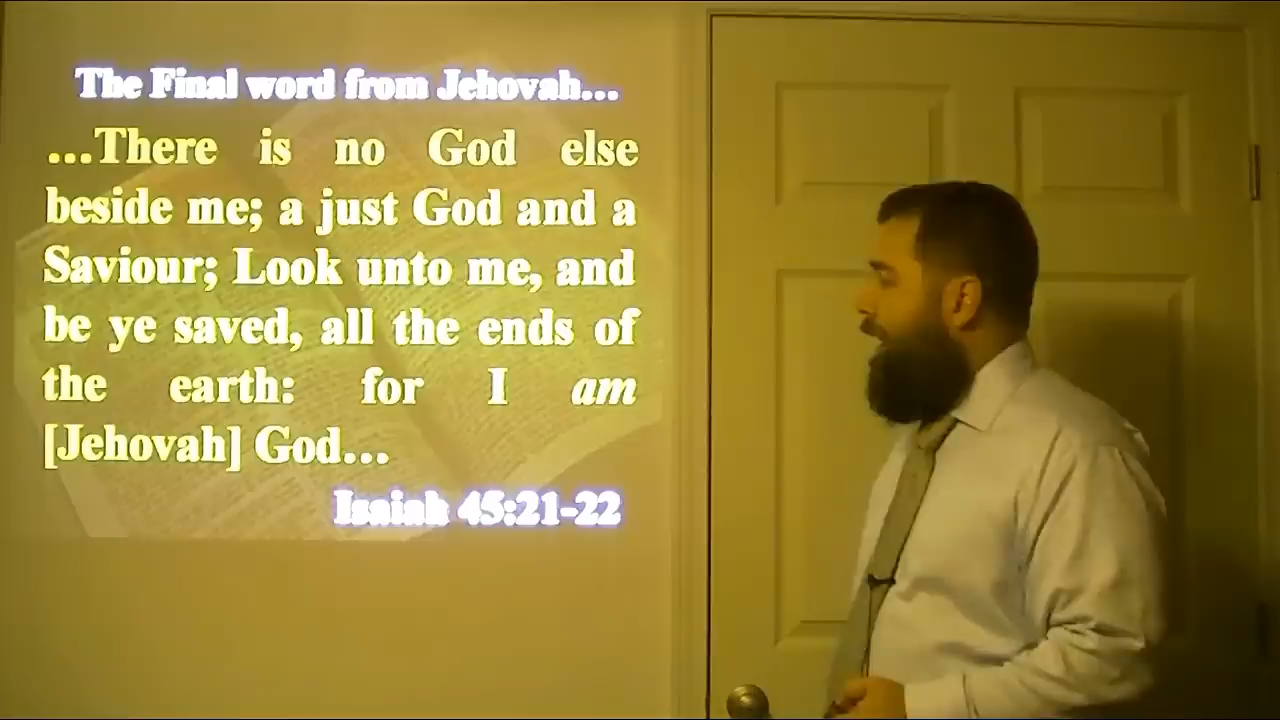 The Final word from Jehovah...
...There is no God else
beside me; a just God and a
Saviour; Look unto me, and
be ye saved, all the ends of
the earth: for I am
[Jehovah] God...
Isaiah 45:21-22